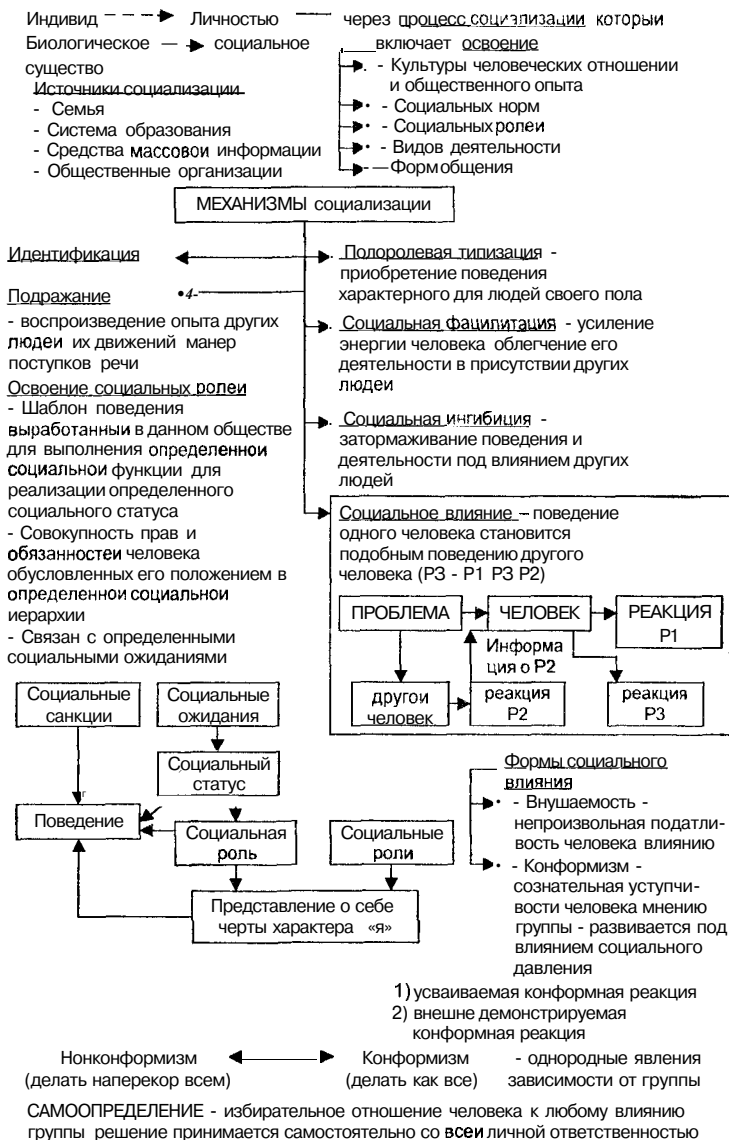 Индивид Личностью через процесс социализации которыи
Биологическое социальное включает освоение
существо
Источники социализации
- Семья
- Система образования
- Средства массовои информации
- Общественные организации
- Культуры человеческих отношении
и общественного опыта
- Социальных норм
- Социальных ролеи
- Видов деятельности
- Форм общения
МЕХАНИЗМЫ социализации
Идентификация
Подражание
- воспроизведение опыта других
людеи их движений манер
поступков речи
Освоение социальных ролеи
- Шаблон поведения
выработанныи в данном обществе
для выполнения определеннои
социальнои функции для
реализации определенного
социального статуса
- Совокупность прав и
обязанностеи человека
обусловленных его положением в
определеннои социальнои
иерархии
- Связан с определенными
социальными ожиданиями
Полоролевая типизация -
приобретение поведения
характерного для людей своего пола
Социальная фацилитация - усиление
энергии человека облегчение его
деятельности в присутствии других
людеи
Социальная ингибиция -
затормаживание поведения и
деятельности под влиянием других
людей
Социальное влияние – поведение
одного человека становится
подобным поведению другого
человека (Р3 - Р1 Р3 Р2)
ПРОБЛЕМА ЧЕЛОВЕК РЕАКЦИЯ
Р1
Информа
ция о Р2
другои
человек
реакция
Р2
реакция
Р3
Социальные
санкции
Социальные
ожидания
Социальный
статус
Поведение
Социальная
роль
Социальные
роли
Представление о себе
черты характера «я»
Формы социального
влияния
- Внушаемость -
непроизвольная податли-
вость человека влиянию
- Конформизм -
сознательная уступчи-
вости человека мнению
группы - развивается под
влиянием социального
давления
1) усваиваемая конформная реакция
2) внешне демонстрируемая
конформная реакция
Нонконформизм Конформизм - однородные явления
(делать наперекор всем) (делать как все) зависимости от группы
САМООПРЕДЕЛЕНИЕ - избирательное отношение человека к любому влиянию
группы решение принимается самостоятельно со всеи личной ответственностью